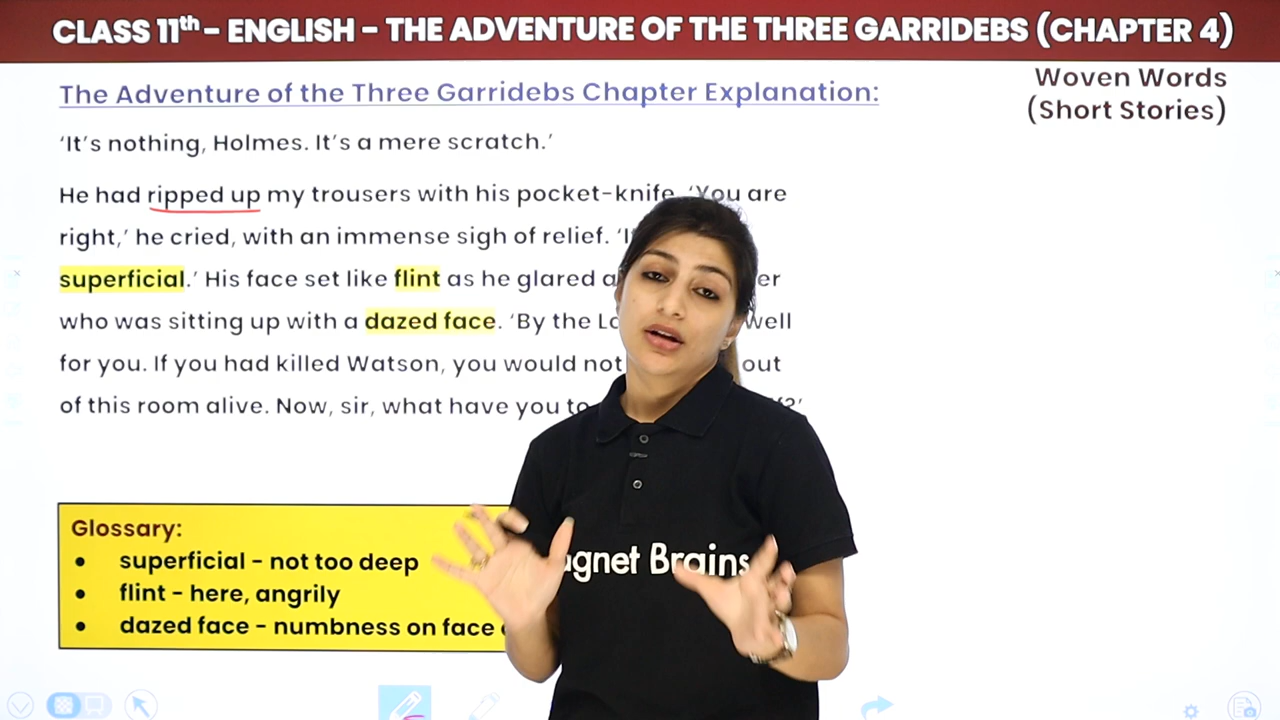 CLASS 11th – ENGLISH – THE ADVENTURE OF THE THREE GARRIDEBS (CHAPTER 4)
Woven Words
(Short Stories)
The Adventure of the Three Garridebs Chapter Explanation:
‘It’s nothing, Holmes. It’s a mere scratch.’
He had ripped up my trousers with his pocket-knife. ‘You are
right,’ he cried, with an immense sigh of relief.
superficial.’ His face set like flint as he glared
who was sitting up with a dazed face. ‘By the well
for you. If you had killed Watson, you would not out
of this room alive. Now, sir, what have you to
Glossary:
• superficial – not too deep
• flint – here, angrily
• dazed face – numbness on face
Brains